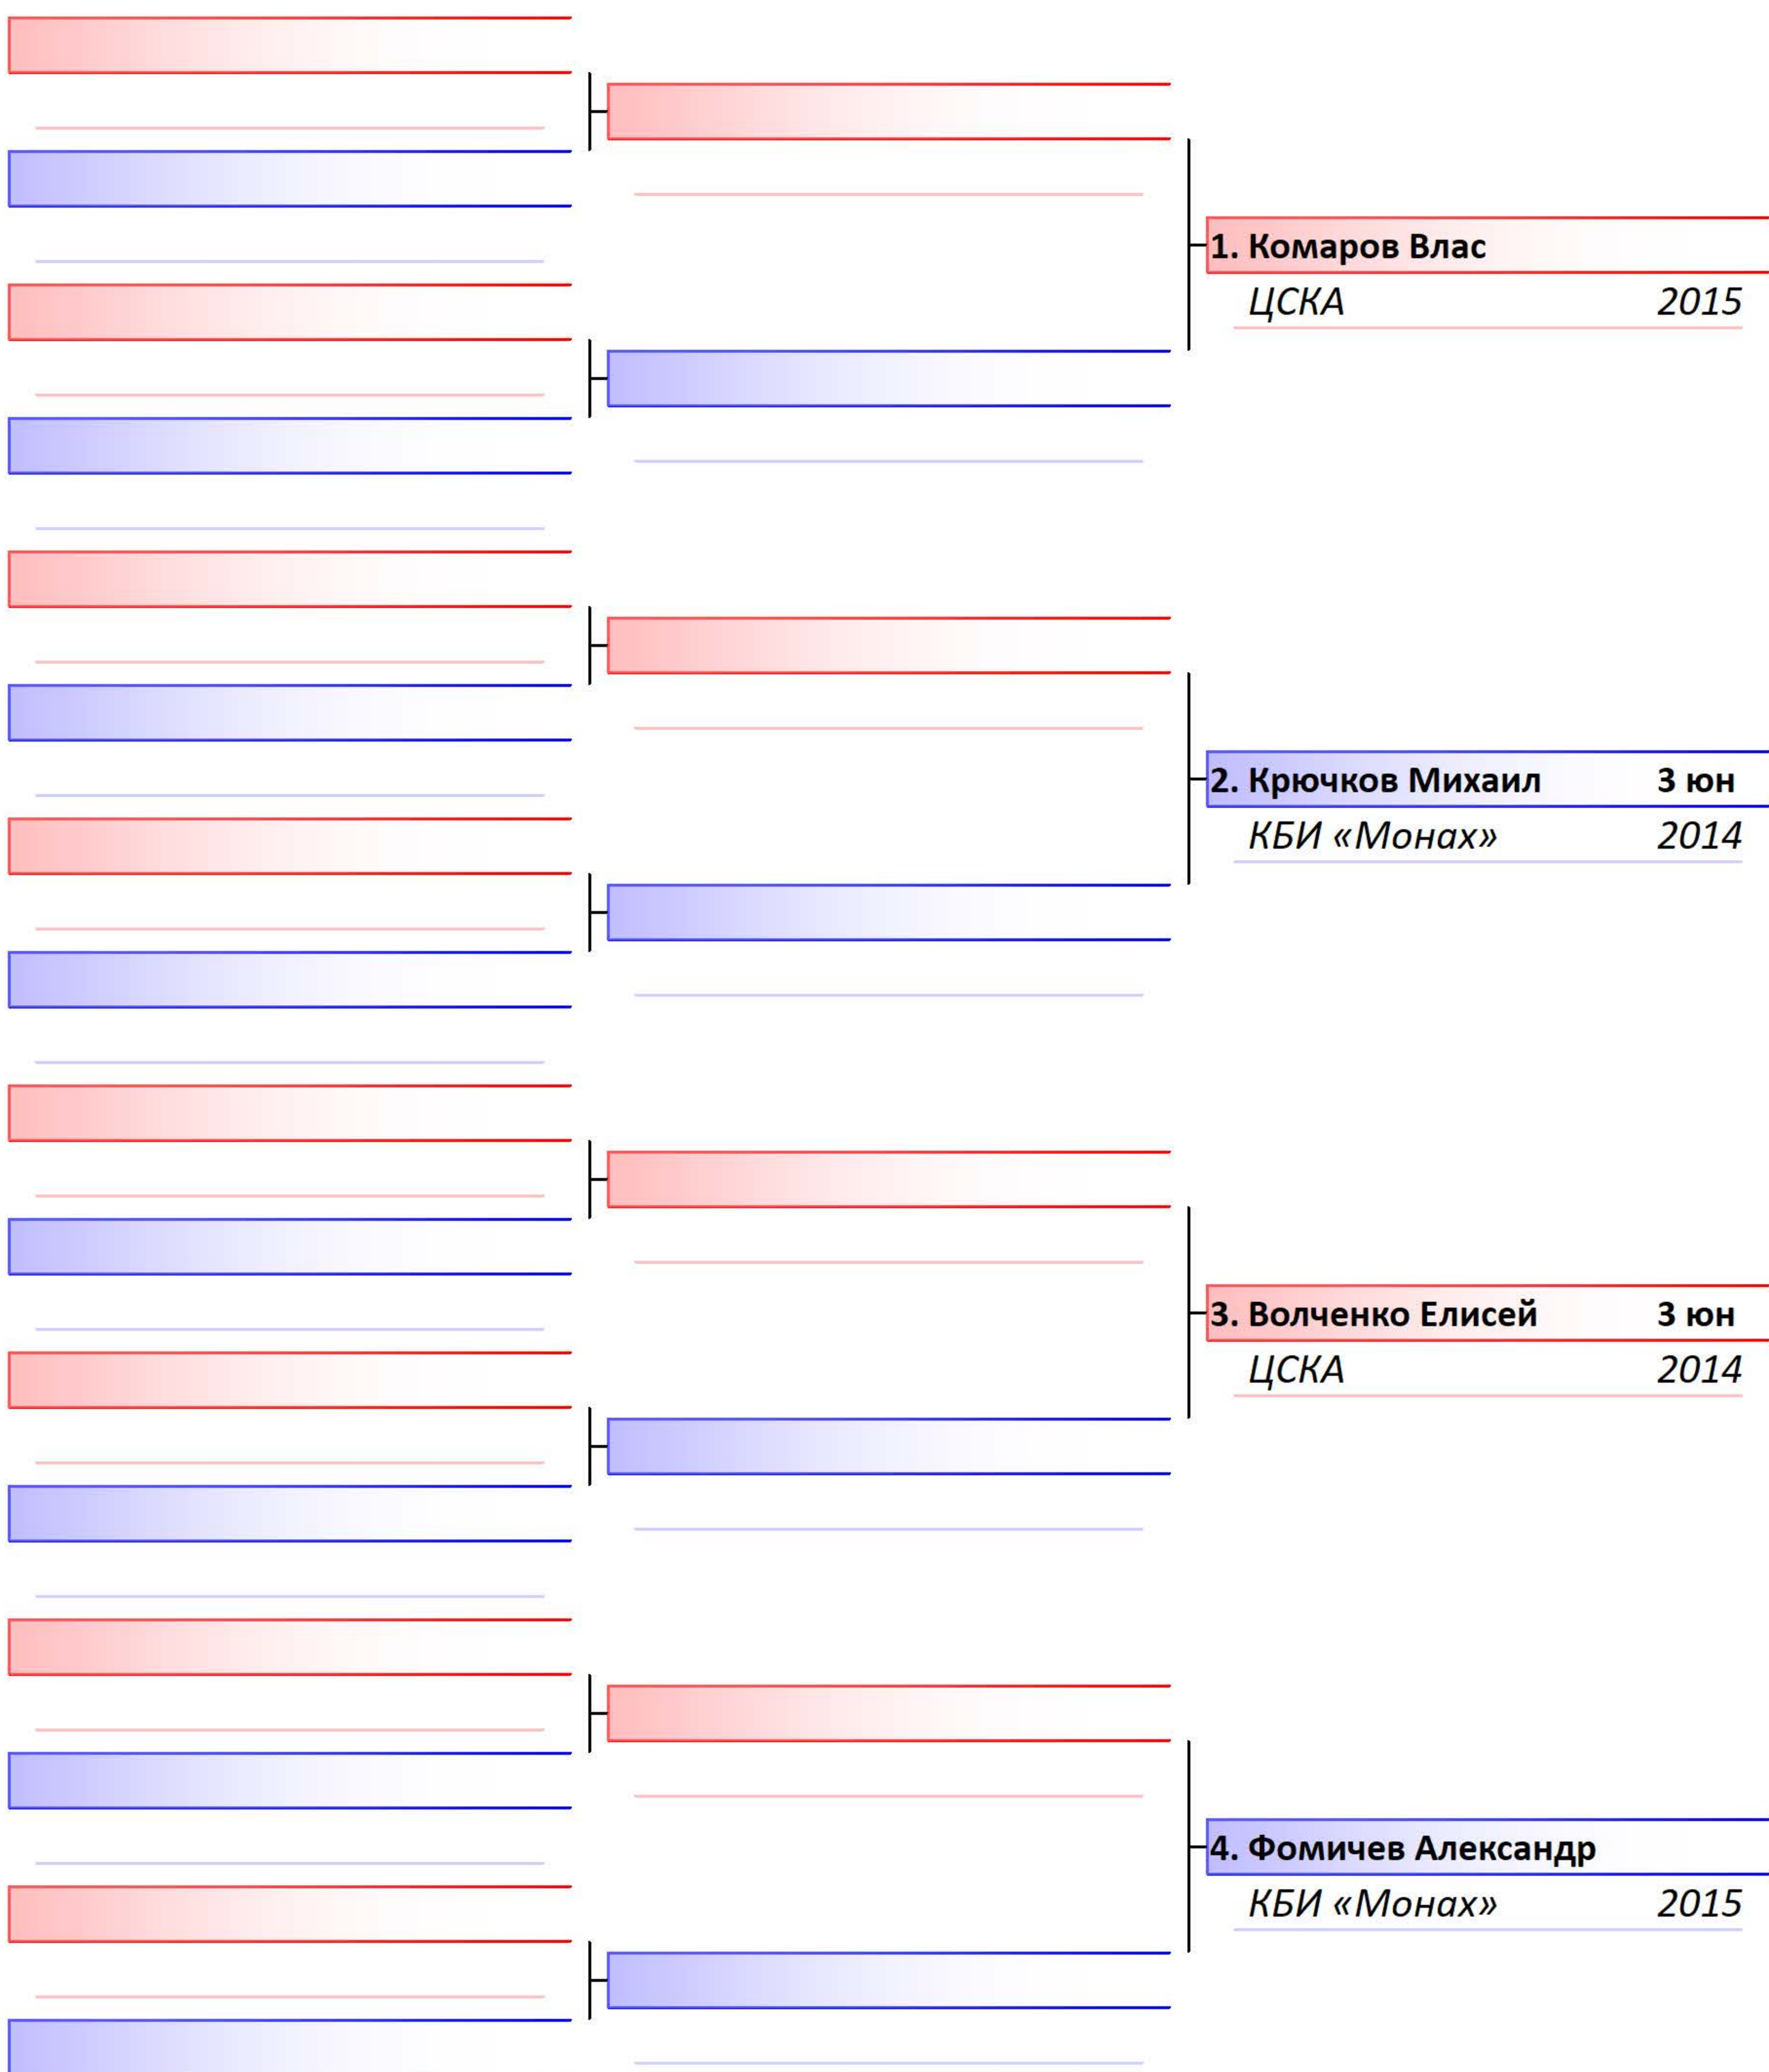 1. Комаров Влас
ЦСКА 2015
2. Крючков Михаил 3 юн
КБИ «Монах» 2014
3. Волченко Елисей 3 юн
ЦСКА 2014
4. Фомичев Александр
КБИ «Монах» 2015